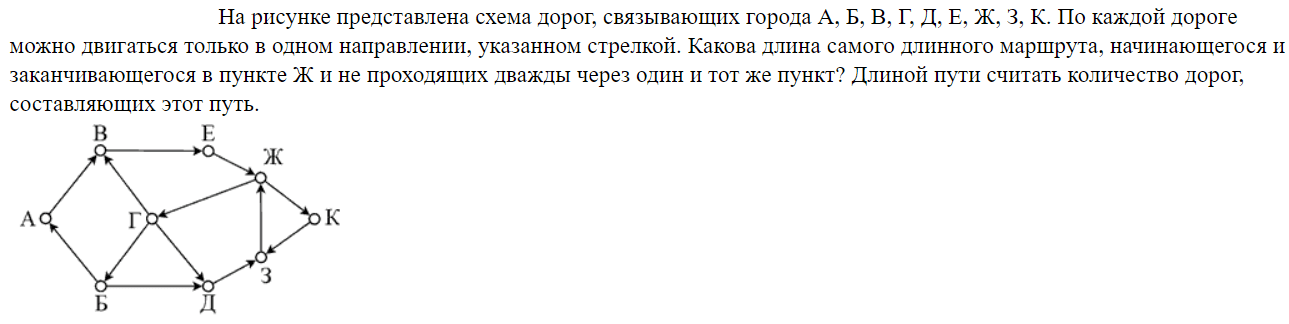 На рисунке представлена схема дорог, связывающих города А, Б, В, Г, Д, Е, Ж, З, К. По каждой дороге
можно двигаться только в одном направлении, указанном стрелкой. Какова длина самого длинного маршрута, начинающегося и
заканчивающегося в пункте Ж и не проходящих дважды через один и тот же пункт? Длиной пути считать количество дорог,
составляющих этот путь.
В Е
Ж
А Г К
З
Б Д